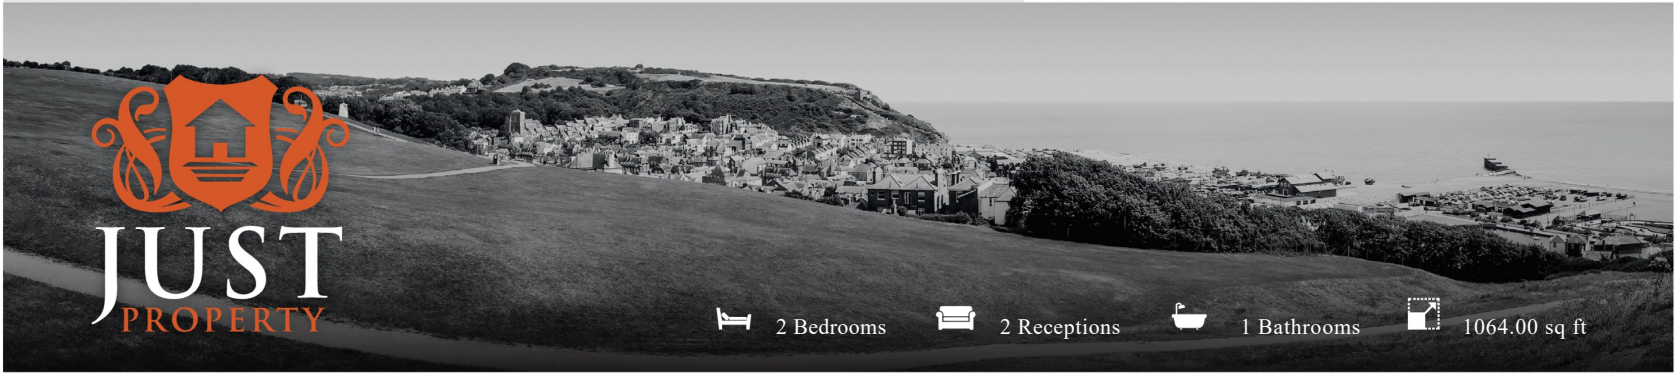 JUST
PROPERTY
2 Bedrooms
2 Receptions
1 Bathrooms
1064.00 sq ft